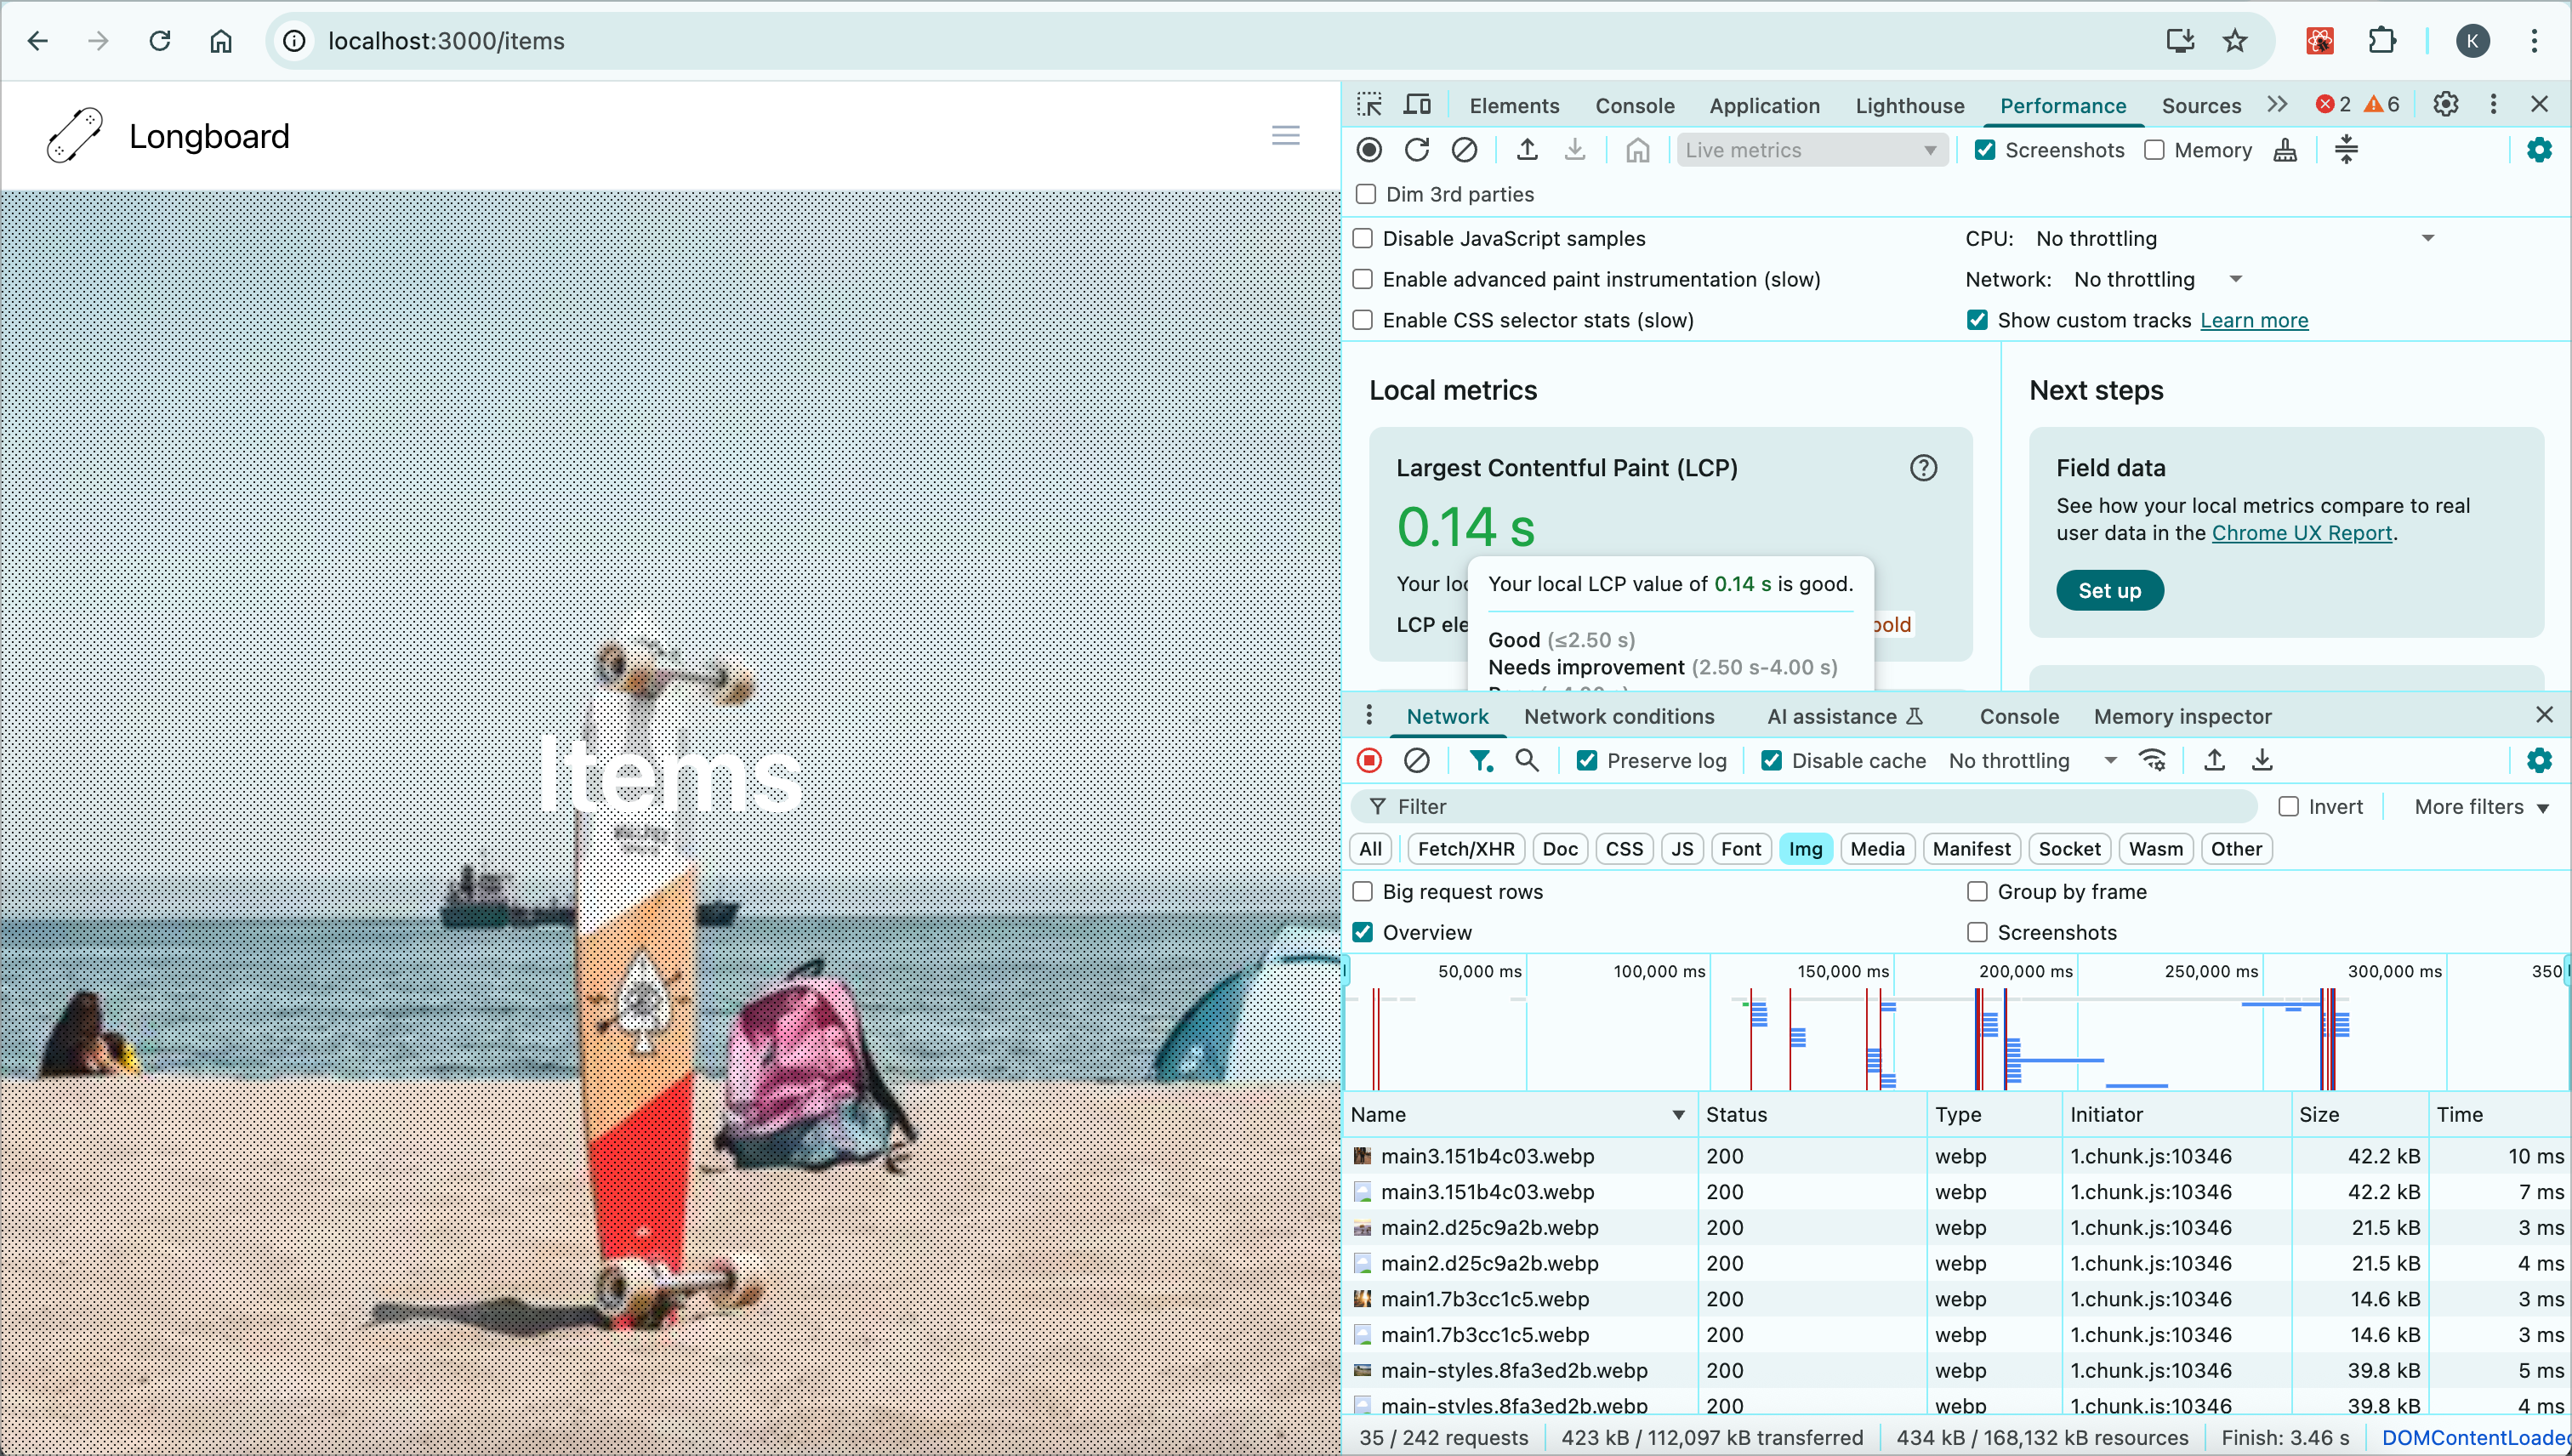 localhost:3000/items
K
Longboard
Items
Elements Console Application Lighthouse Performance Sources 2 6
Live metrics Screenshots Memory
Dim 3rd parties
Disable JavaScript samples CPU: No throttling
Enable advanced paint instrumentation (slow) Network: No throttling
Enable CSS selector stats (slow) Show custom tracks Learn more
Local metrics
Largest Contentful Paint (LCP)
0.14 s
Your loc
LCP ele
bold
Your local LCP value of 0.14 s is good.
Good (≤2.50 s)
Needs improvement (2.50 s-4.00 s)
Next steps
Field data
See how your local metrics compare to real
user data in the Chrome UX Report.
Set up
Network Network conditions AI assistance Console Memory inspector
Preserve log Disable cache No throttling
Filter Invert More filters
All Fetch/XHR Doc CSS JS Font Img Media Manifest Socket Wasm Other
Big request rows Group by frame
Overview Screenshots
50,000 ms 100,000 ms 150,000 ms 200,000 ms 250,000 ms 300,000 ms 350
Name Status Type Initiator Size Time
main3.151b4c03.webp 200 webp 1.chunk.js:10346 42.2 kB 10 ms
main3.151b4c03.webp 200 webp 1.chunk.js:10346 42.2 kB 7 ms
main2.d25c9a2b.webp 200 webp 1.chunk.js:10346 21.5 kB 3 ms
main2.d25c9a2b.webp 200 webp 1.chunk.js:10346 21.5 kB 4 ms
main1.7b3cc1c5.webp 200 webp 1.chunk.js:10346 14.6 kB 3 ms
main1.7b3cc1c5.webp 200 webp 1.chunk.js:10346 14.6 kB 3 ms
main-styles.8fa3ed2b.webp 200 webp 1.chunk.js:10346 39.8 kB 5 ms
main-styles.8fa3ed2b.webp 200 webp 1.chunk.js:10346 39.8 kB 4 ms
35 / 242 requests 423 kB / 112,097 kB transferred 434 kB / 168,132 kB resources Finish: 3.46 s DOMContentLoaded